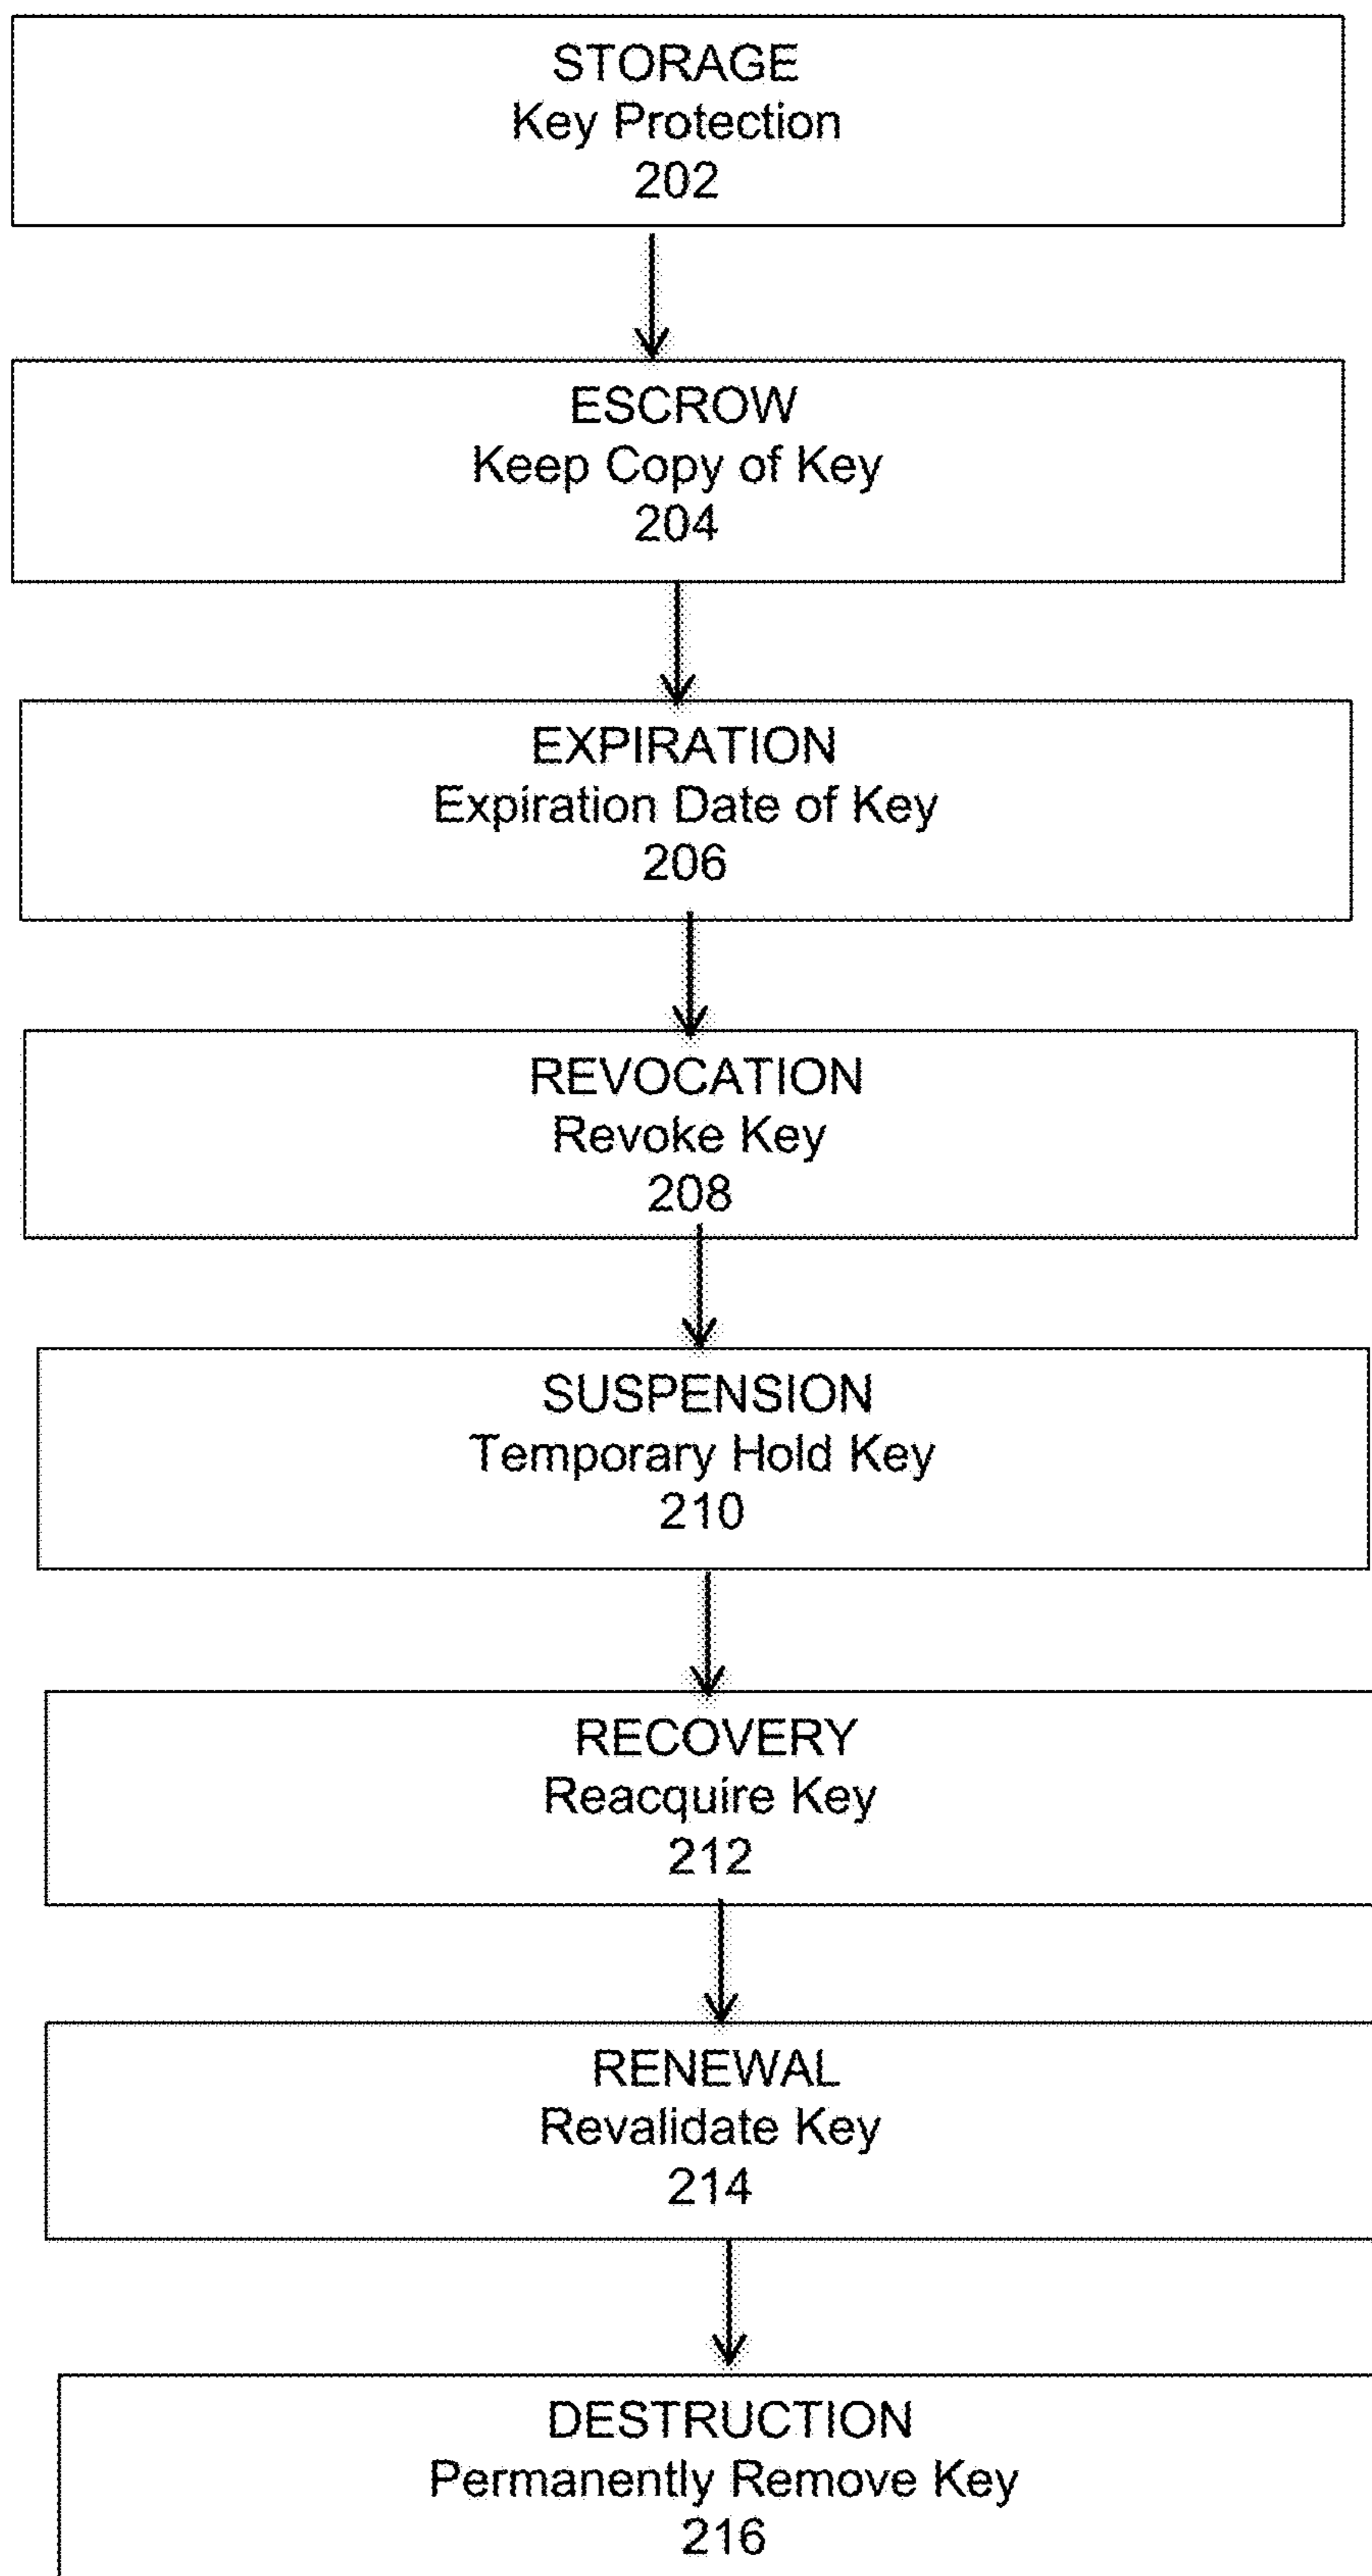 STORAGE
Key Protection
202
ESCROW
Keep Copy of Key
204
EXPIRATION
Expiration Date of Key
206
REVOCATION
Revoke Key
208
SUSPENSION
Temporary Hold Key
210
RECOVERY
Reacquire Key
212
RENEWAL
Revalidate Key
214
DESTRUCTION
Permanently Remove Key
216